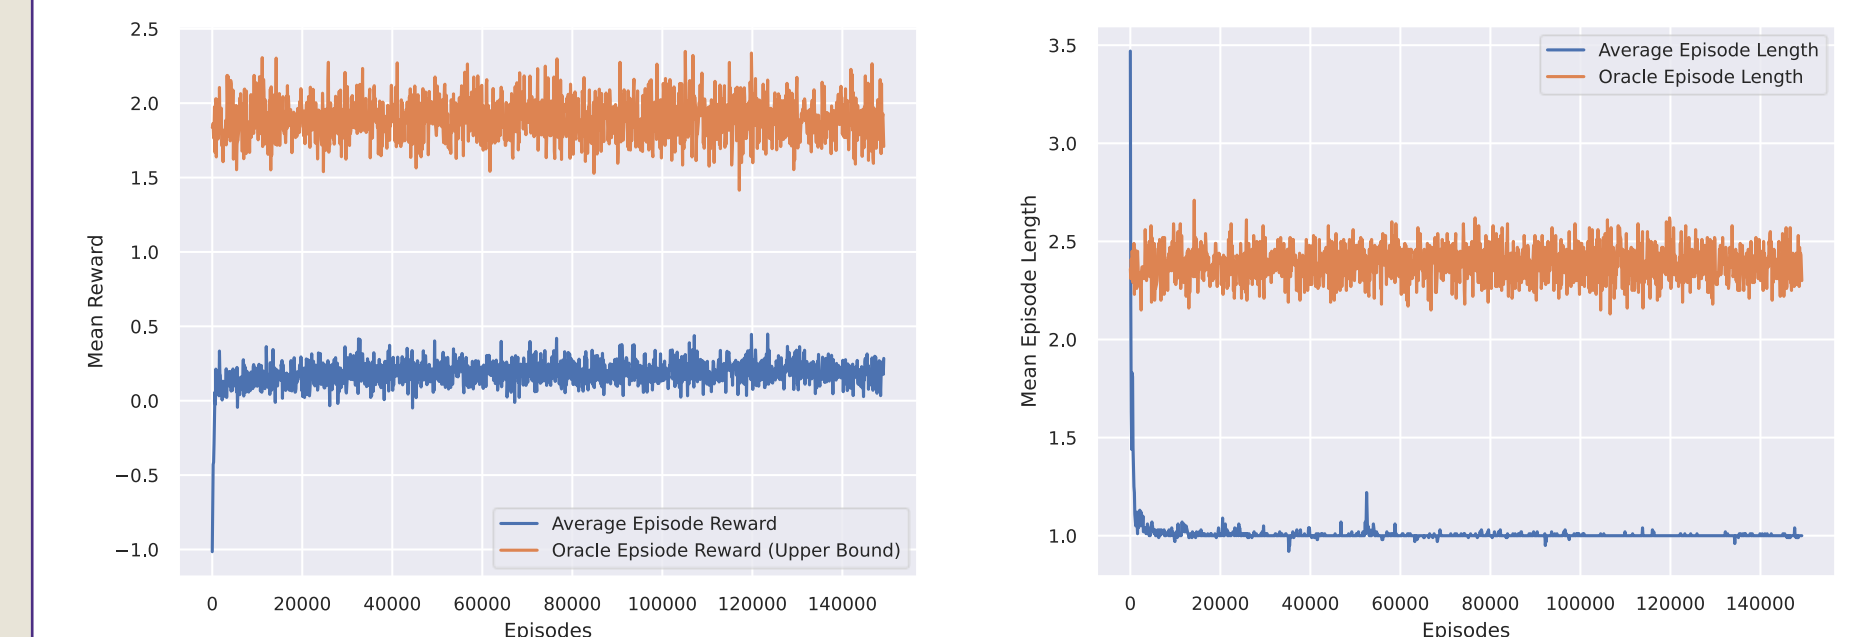 2.5
2.0
1.5
1.0
0.5
0.0
−0.5
−1.0
Mean Reward
Average Episode Reward
Oracle Epsiode Reward (Upper Bound)
0 20000 40000 60000 80000 100000 120000 140000
Episodes
3.5
3.0
2.5
2.0
1.5
1.0
Mean Episode Length
Average Episode Length
Oracle Episode Length
0 20000 40000 60000 80000 100000 120000 140000
Episodes